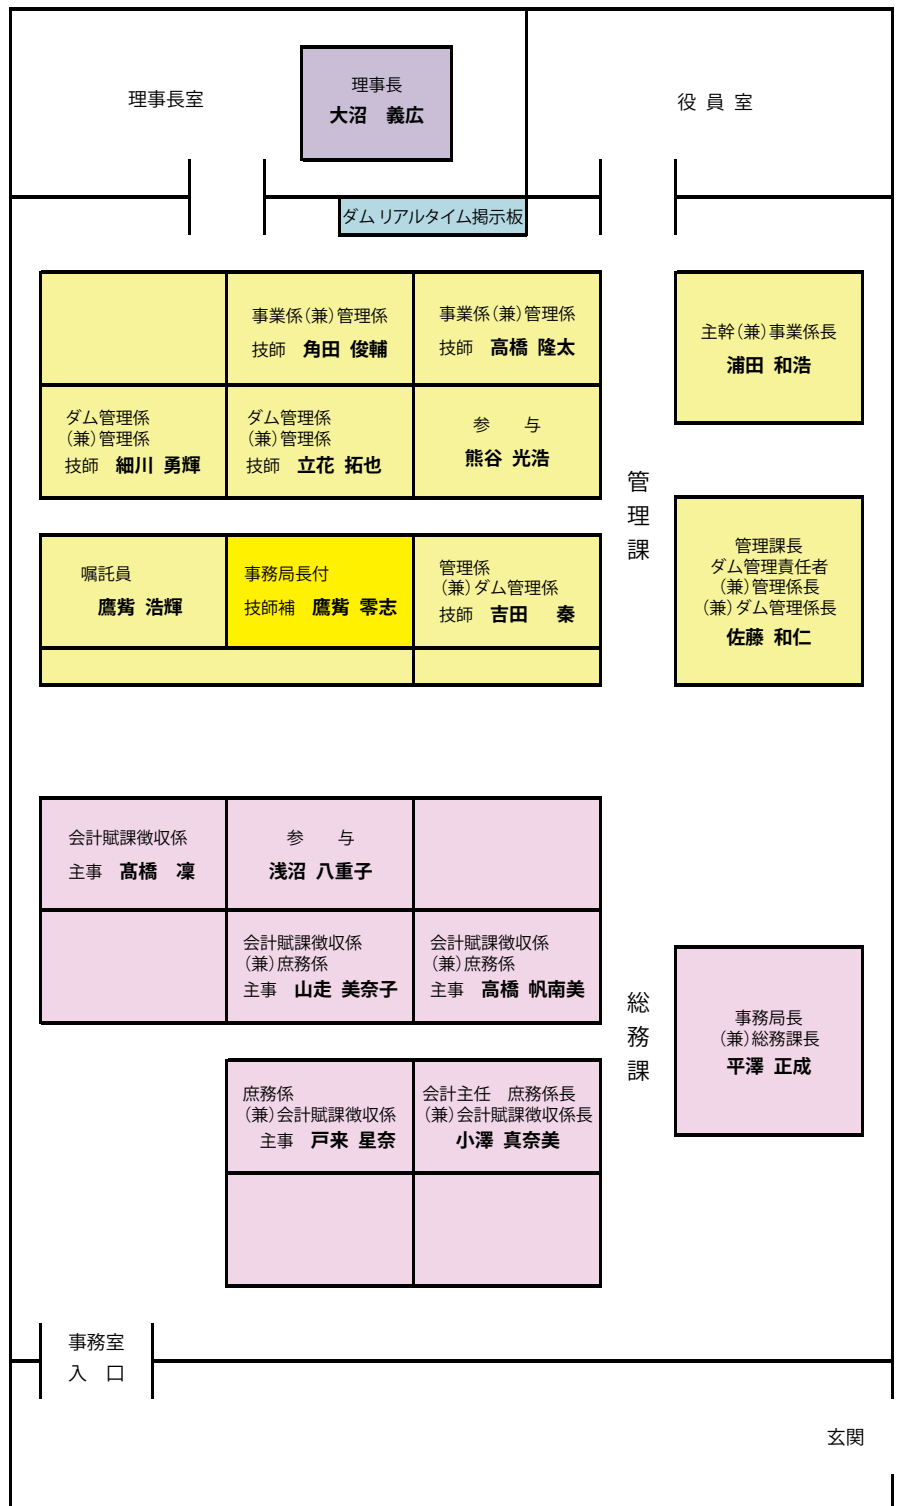 理事長室
理事長
大沼　義広
役 員 室
ダム リアルタイム掲示板
事業係（兼）管理係
技師　角田 俊輔
事業係（兼）管理係
技師　高橋 隆太
主幹（兼）事業係長
浦田 和浩
ダム管理係
（兼）管理係
技師　細川 勇輝
ダム管理係
（兼）管理係
技師　立花 拓也
参　与
熊谷 光浩
管
理
課
嘱託員
鷹觜 浩輝
事務局長付
技師補　鷹觜 零志
管理係
（兼）ダム管理係
技師　吉田　秦
管理課長
ダム管理責任者
（兼）管理係長
（兼）ダム管理係長
佐藤 和仁
会計賦課徴収係
主事　髙橋　凜
参　与
浅沼 八重子
会計賦課徴収係
（兼）庶務係
主事　山走 美奈子
会計賦課徴収係
（兼）庶務係
主事　高橋 帆南美
総
務
課
事務局長
（兼）総務課長
平澤 正成
庶務係
（兼）会計賦課徴収係
主事　戸来 星奈
会計主任　庶務係長
（兼）会計賦課徴収係長
小澤 真奈美
事務室
入　口
玄関